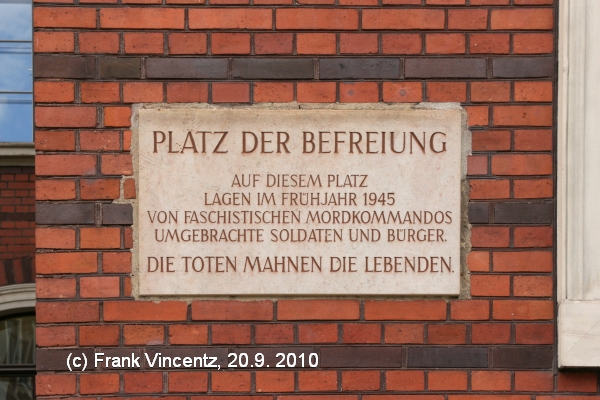 PLATZ DER BEFREIUNG
AUF DIESEM PLATZ
LAGEN IM FRÜHJAHR 1945
VON FASCHISTISCHEN MORDKOMMANDOS
UMGEBRACHTE SOLDATEN UND BÜRGER.
DIE TOTEN MAHNEN DIE LEBENDEN.
(c) Frank Vincentz, 20.9. 2010